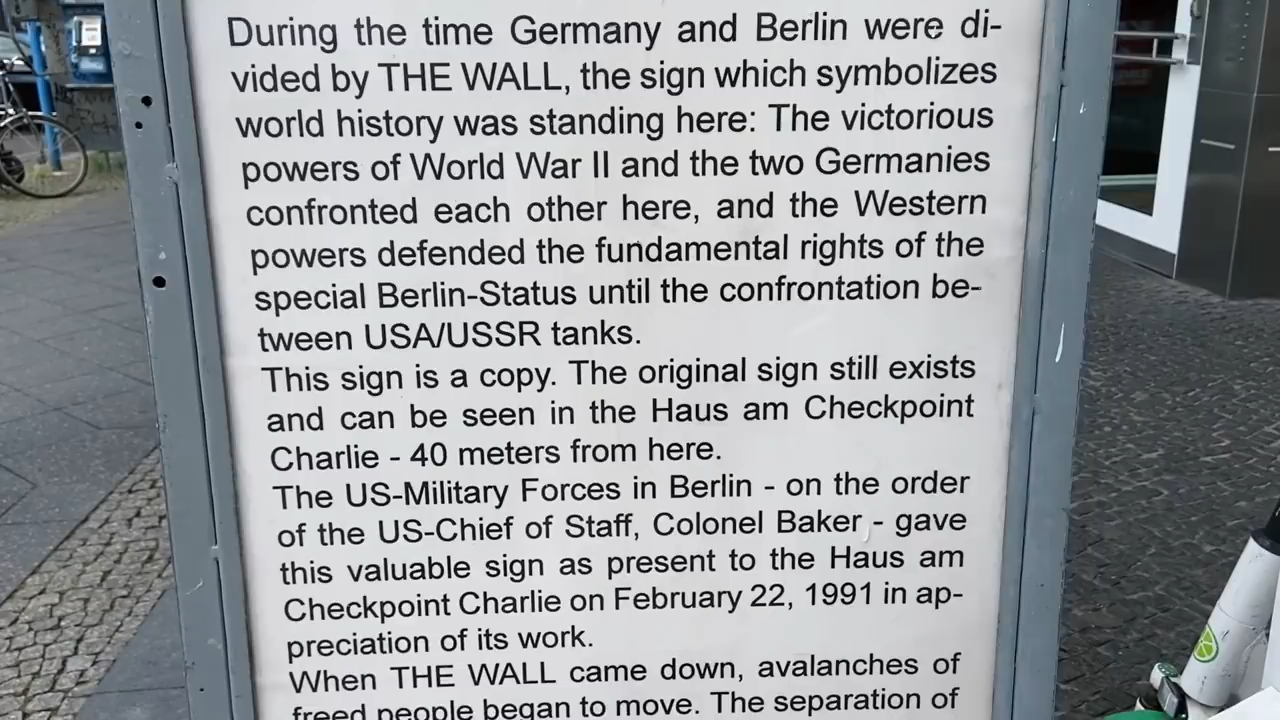 During the time Germany and Berlin were di-
vided by THE WALL, the sign which symbolizes
world history was standing here: The victorious
powers of World War II and the two Germanies
confronted each other here, and the Western
powers defended the fundamental rights of the
special Berlin-Status until the confrontation be-
tween USA/USSR tanks.
This sign is a copy. The original sign still exists
and can be seen in the Haus am Checkpoint
Charlie - 40 meters from here.
The US-Military Forces in Berlin - on the order
of the US-Chief of Staff, Colonel Baker - gave
this valuable sign as present to the Haus am
Checkpoint Charlie on February 22, 1991 in ap-
preciation of its work.
When THE WALL came down, avalanches of
freed people began to move. The separation of